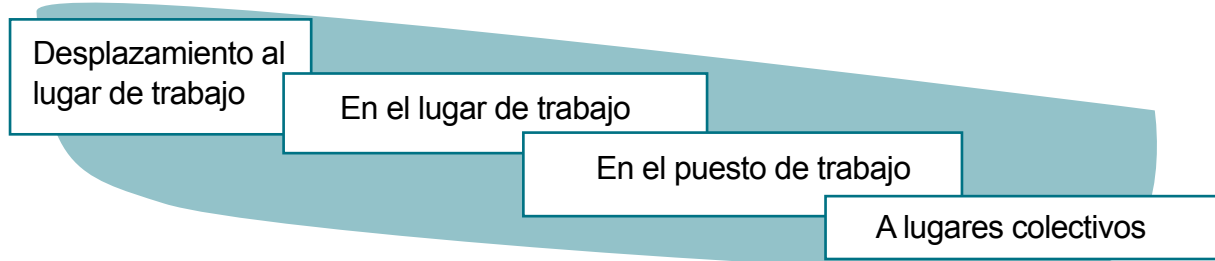 Desplazamiento al
lugar de trabajo
En el lugar de trabajo
En el puesto de trabajo
A lugares colectivos